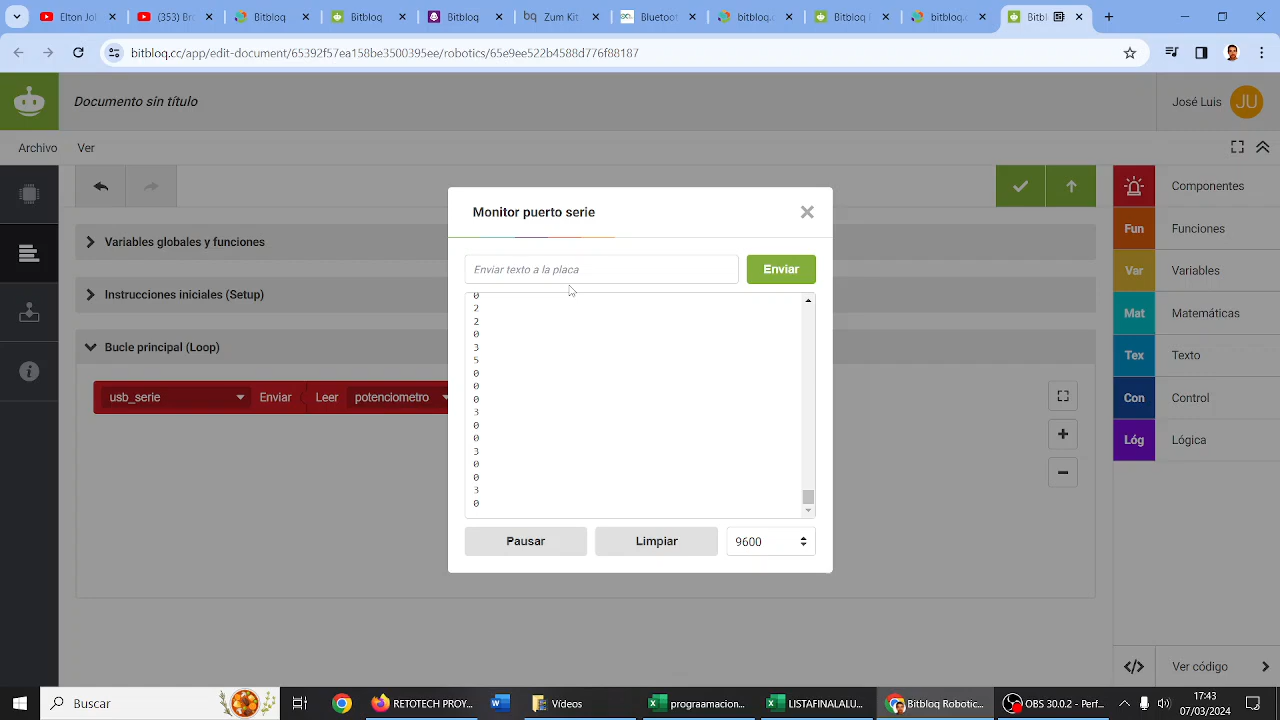 Elton J
(353) Br
Bitbloq
Bitbloq
Bitbloq
Zum Kit
Bluetoo
Bitbloq
Bitbloq
bitbloq.c
Bitbl
bitbloq.cc/app/edit-document/65392f57ea158be3500395ee/robotics/65e9ee522b4588d776f88187
Documento sin título
José Luis
JU
Archivo
Ver
Componentes
Fun Funciones
Var Variables
Mat Matemáticas
Tex Texto
Con Control
Lóg Lógica
Variables globales y funciones
Instrucciones iniciales (Setup)
Bucle principal (Loop)
usb_serie Enviar Leer potenciometro
Monitor puerto serie
Enviar texto a la placa
Enviar
0
2
2
0
3
5
0
0
0
3
0
0
3
0
0
3
0
Pausar
Limpiar
9600
Ver código
Buscar
RETOTECH PROY...
Vídeos
prograamacion...
LISTAFINALALU...
Bitbloq Robotic...
OBS 30.0.2 - Perf...
17:43
07/03/2024